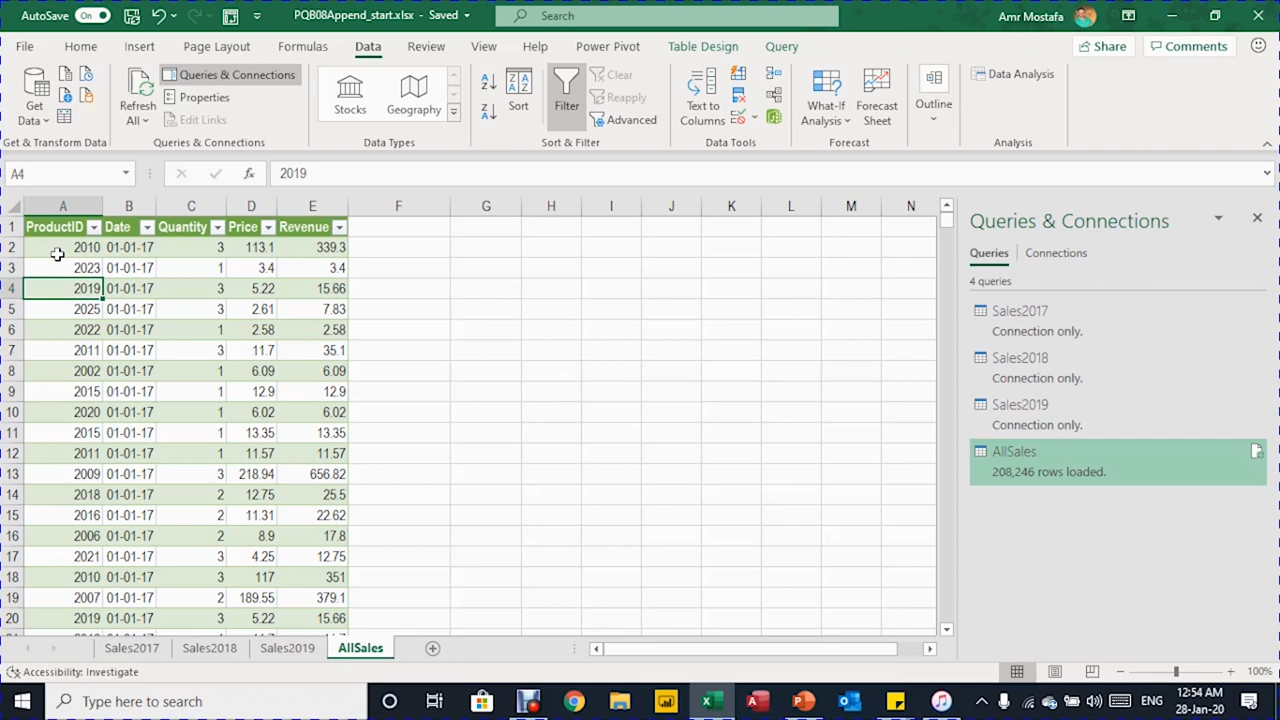 AutoSave On PQB08Append_start.xlsx - Saved Search Amr Mostafa
File Home Insert Page Layout Formulas Data Review View Help Power Pivot Table Design Query Share Comments
Get Data
Refresh All
Queries & Connections
Properties
Edit Links
Stocks
Geography
Sort
Filter
Clear
Reapply
Advanced
Text to Columns
What-If Analysis
Forecast Sheet
Outline
Data Analysis
Get & Transform Data Queries & Connections Data Types Sort & Filter Data Tools Forecast Analysis
A4 fx 2019
A B C D E F G H I J K L M N
1 ProductID Date Quantity Price Revenue
2 2010 01-01-17 3 113.1 339.3
3 2023 01-01-17 1 3.4 3.4
4 2019 01-01-17 3 5.22 15.66
5 2025 01-01-17 3 2.61 7.83
6 2022 01-01-17 1 2.58 2.58
7 2011 01-01-17 3 11.7 35.1
8 2002 01-01-17 1 6.09 6.09
9 2015 01-01-17 1 12.9 12.9
10 2020 01-01-17 1 6.02 6.02
11 2015 01-01-17 1 13.35 13.35
12 2011 01-01-17 1 11.57 11.57
13 2009 01-01-17 3 218.94 656.82
14 2018 01-01-17 2 12.75 25.5
15 2016 01-01-17 2 11.31 22.62
16 2006 01-01-17 2 8.9 17.8
17 2021 01-01-17 3 4.25 12.75
18 2010 01-01-17 3 117 351
19 2007 01-01-17 2 189.55 379.1
20 2019 01-01-17 3 5.22 15.66
Queries & Connections
Queries Connections
4 queries
Sales2017
Connection only.
Sales2018
Connection only.
Sales2019
Connection only.
AllSales
208,246 rows loaded.
Sales2017 Sales2018 Sales2019 AllSales
Accessibility: Investigate 100%
Type here to search ENG 12:54 AM
28-Jan-20